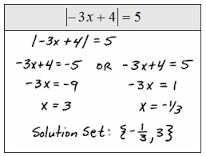 |-3x+4| = 5
|-3x+4| = 5
-3x+4=-5 OR -3x+4=5
-3x=-9 -3x = 1
x=3 x=-1/3
Solution Set: {-1/3, 3}